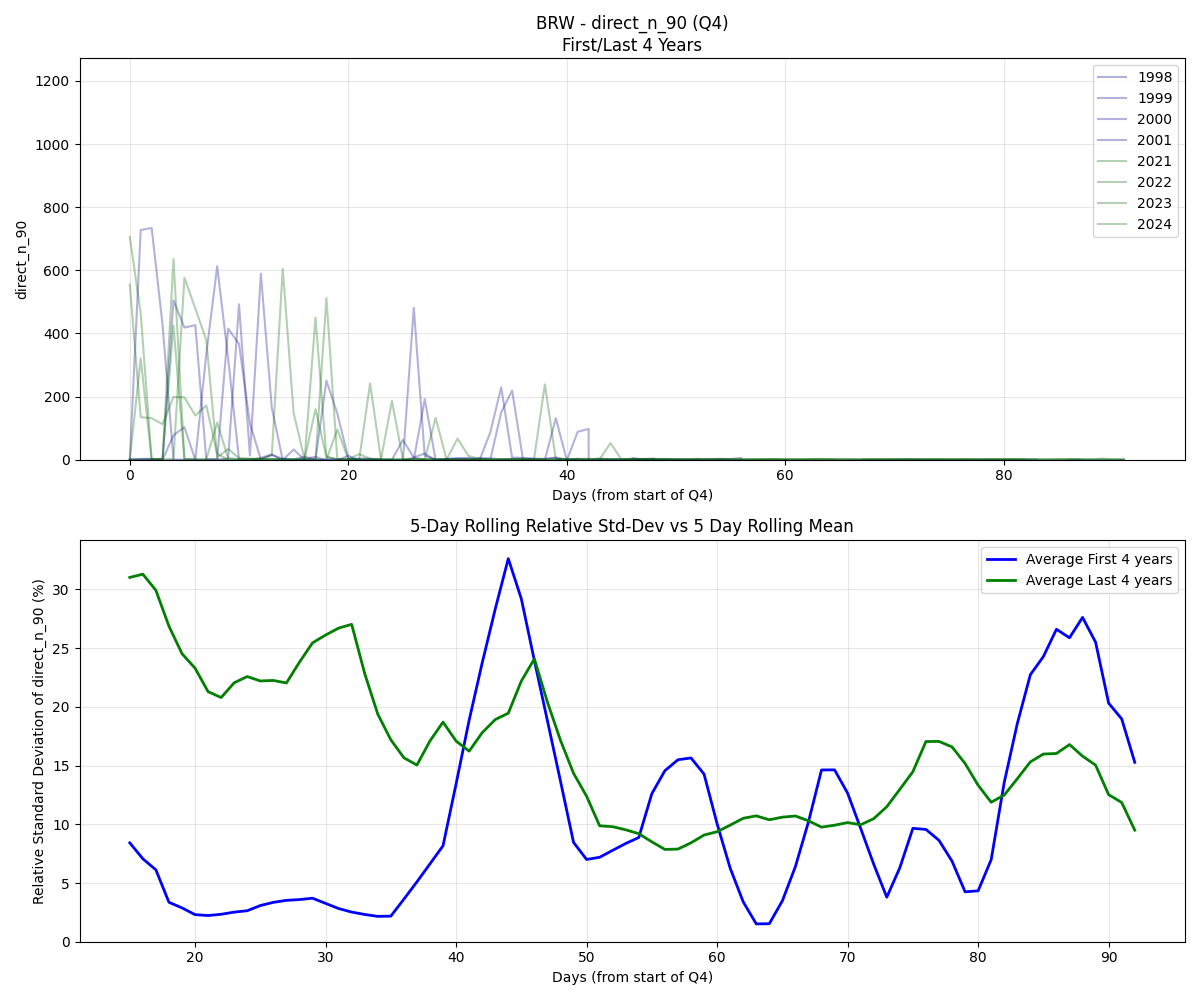 BRW - direct_n_90 (Q4)
First/Last 4 Years
1200
1000
800
600
400
200
0
direct_n_90
0 20 40 60 80
Days (from start of Q4)
1998
1999
2000
2001
2021
2022
2023
2024
5-Day Rolling Relative Std-Dev vs 5 Day Rolling Mean
30
25
20
15
10
5
0
Relative Standard Deviation of direct_n_90 (%)
20 30 40 50 60 70 80 90
Days (from start of Q4)
Average First 4 years
Average Last 4 years